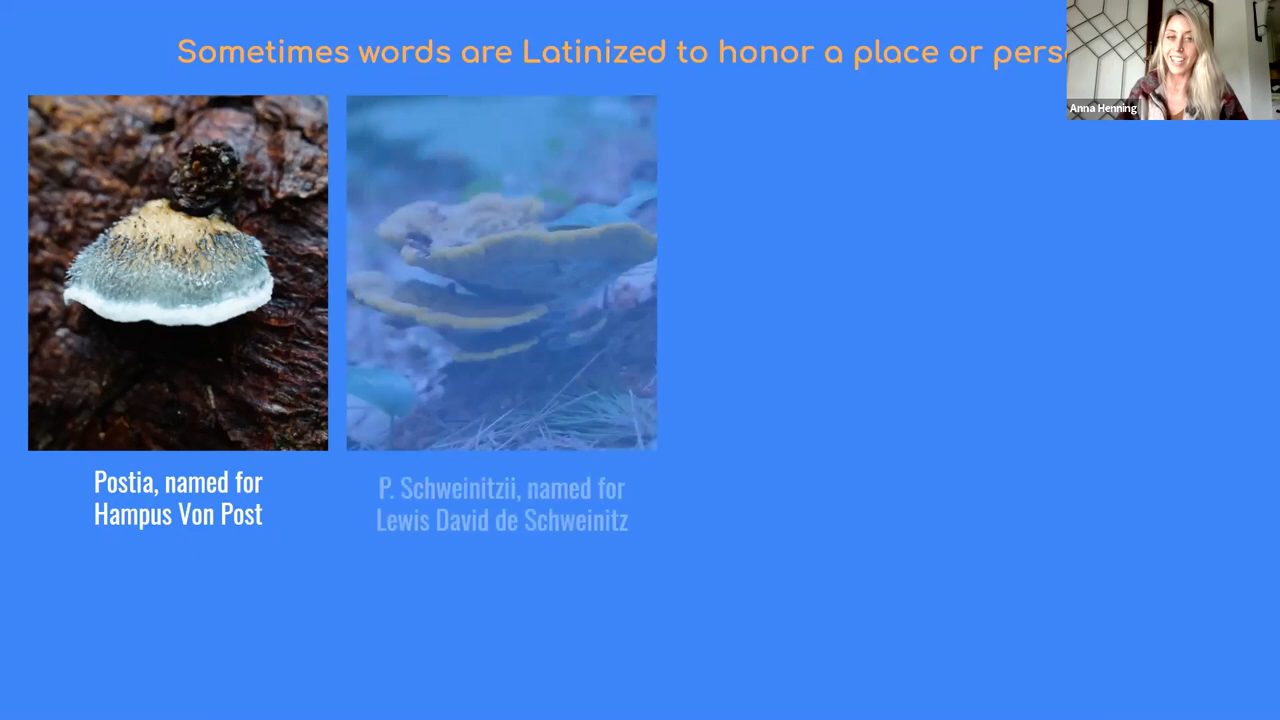 Sometimes words are Latinized to honor a place or pers
Anna Henning
Postia, named for
Hampus Von Post
P. Schweinitzii, named for
Lewis David de Schweinitz